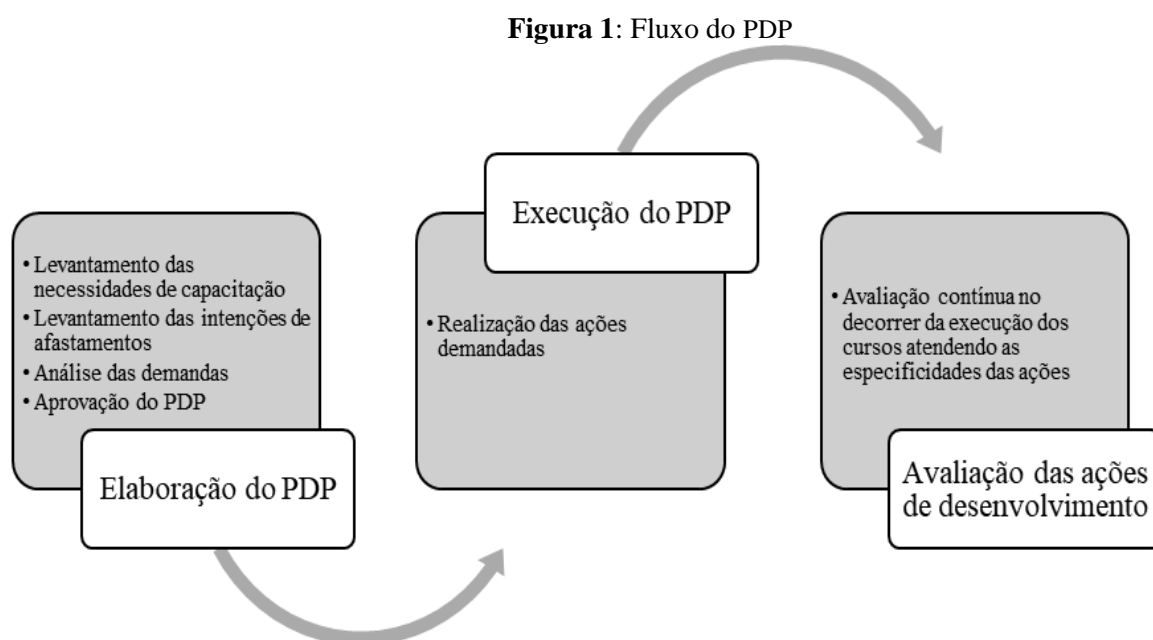 Figura 1: Fluxo do PDP
• Levantamento das
necessidades de capacitação
• Levantamento das intenções de
afastamentos
• Análise das demandas
• Aprovação do PDP
Elaboração do PDP
Execução do PDP
• Realização das ações
demandadas
• Avaliação contínua no
decorrer da execução dos
cursos atendendo as
especificidades das ações
Avaliação das ações
de desenvolvimento